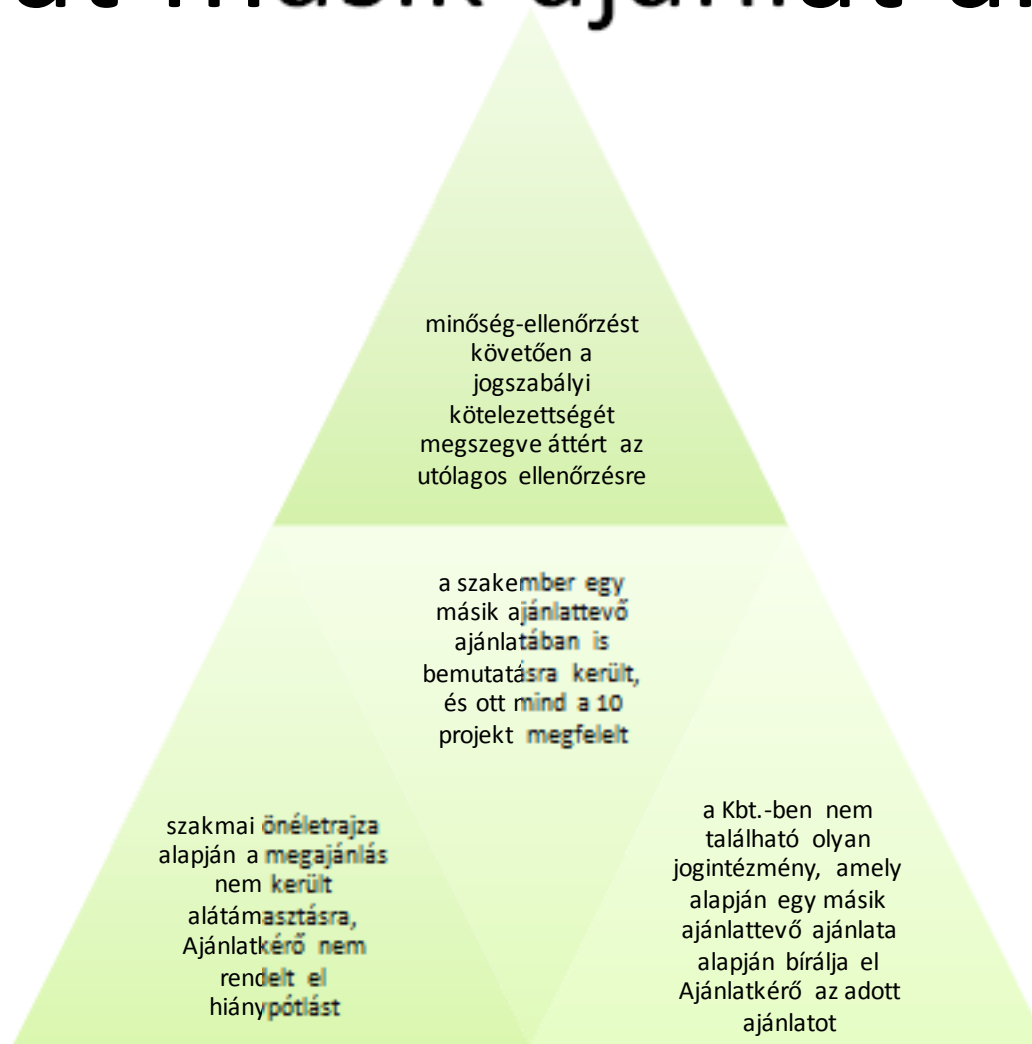 minőség-ellenőrzést
követően a
jogszabályi
kötelezettségét
megszegve áttért az
utólagos ellenőrzésre
a szakember egy
másik ajánlattevő
ajánlatában is
bemutatásra került,
és ott mind a 10
projekt megfelelt
szakmai önéletrajza
alapján a megajánlás
nem került
alátámasztásra,
Ajánlatkérő nem
rendelt el
hiánypótlást
a Kbt.-ben nem
található olyan
jogintézmény, amely
alapján egy másik
ajánlattevő ajánlata
alapján bírálja el
Ajánlatkérő az adott
ajánlatot